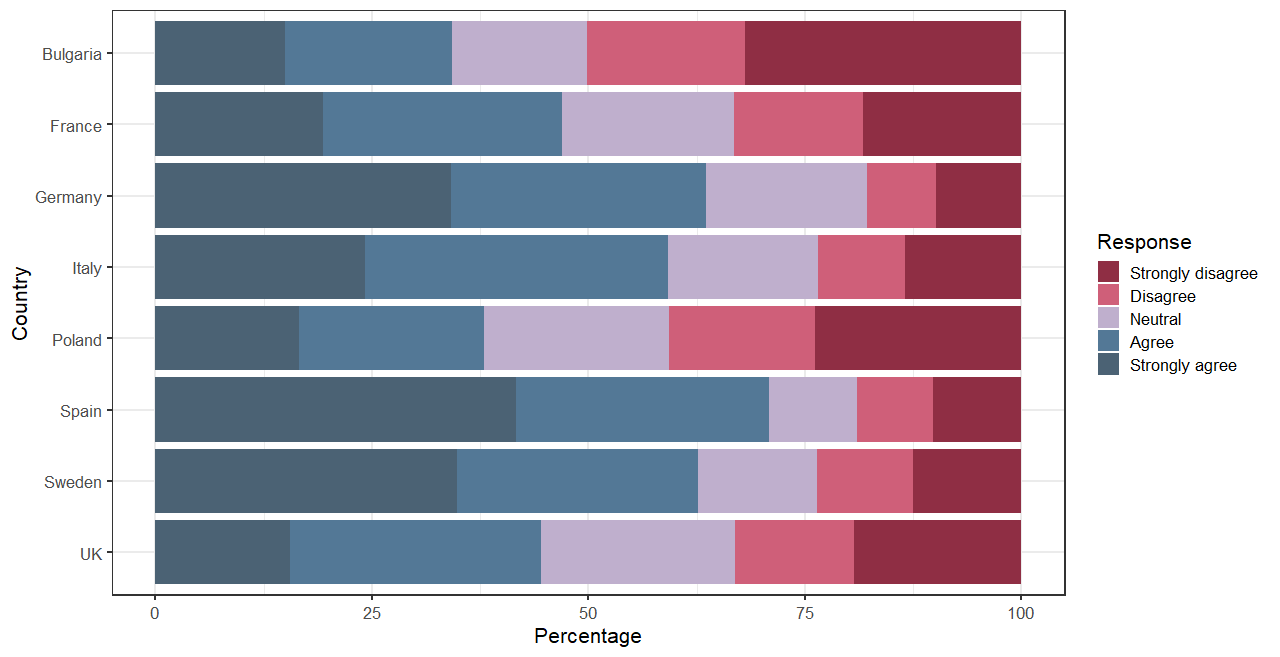 Country
Bulgaria
France
Germany
Italy
Poland
Spain
Sweden
UK
0 25 50 75 100
Percentage
Response
Strongly disagree
Disagree
Neutral
Agree
Strongly agree